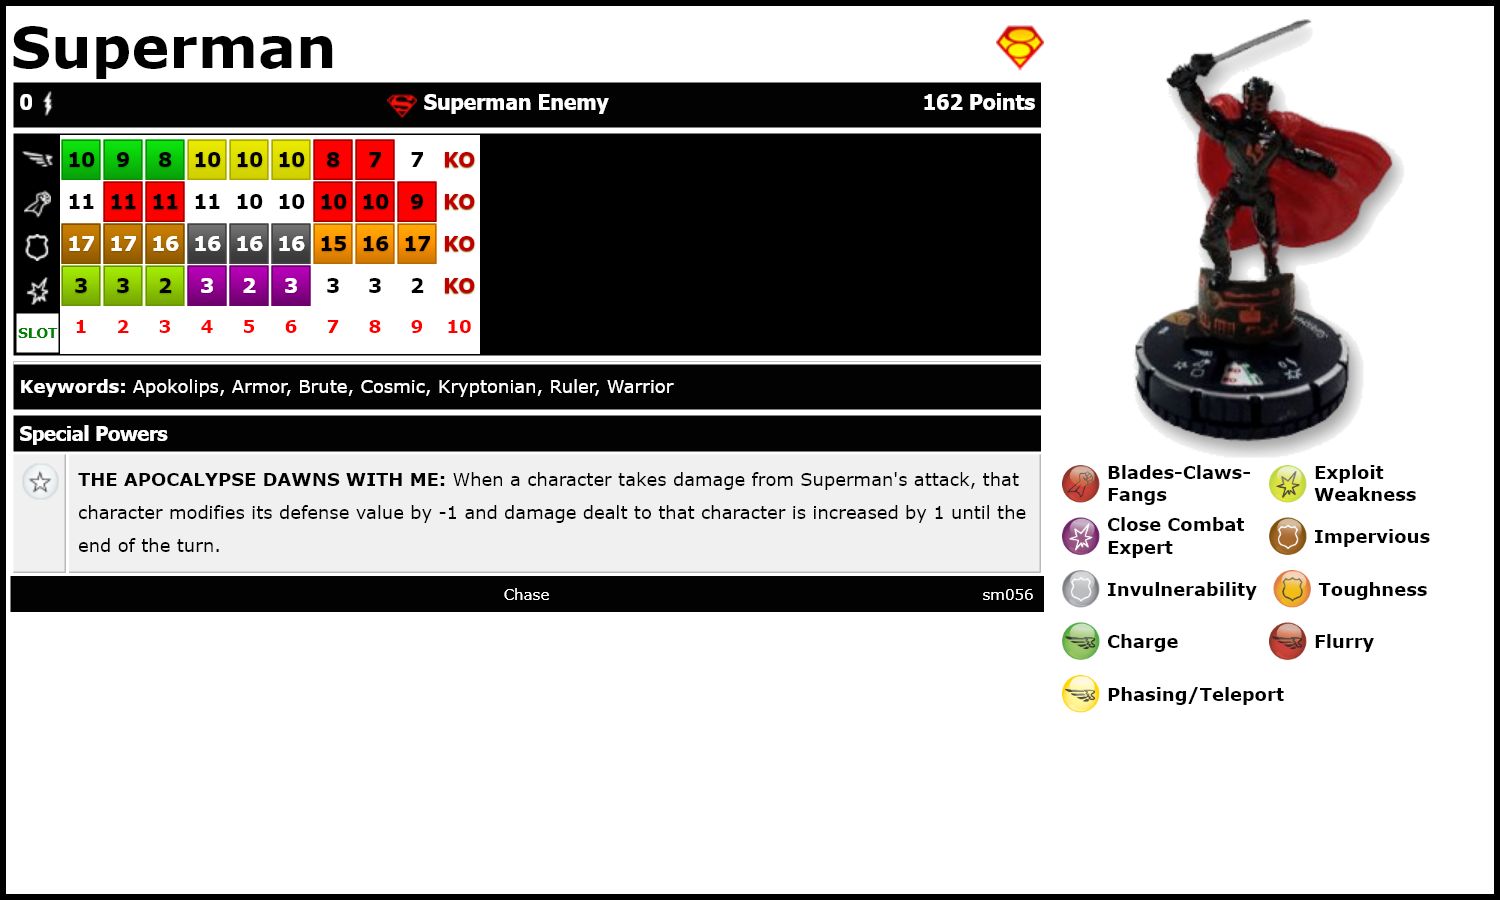 Superman
0 Superman Enemy 162 Points
10 9 8 10 10 10 8 7 7 KO
11 11 11 11 10 10 10 10 9 KO
17 17 16 16 16 16 15 16 17 KO
3 3 2 3 2 3 3 3 2 KO
SLOT 1 2 3 4 5 6 7 8 9 10
Keywords: Apokolips, Armor, Brute, Cosmic, Kryptonian, Ruler, Warrior
Special Powers
THE APOCALYPSE DAWNS WITH ME: When a character takes damage from Superman's attack, that
character modifies its defense value by -1 and damage dealt to that character is increased by 1 until the
end of the turn.
Chase sm056
Blades-Claws-
Fangs
Exploit
Weakness
Close Combat
Expert
Impervious
Invulnerability
Toughness
Charge
Flurry
Phasing/Teleport